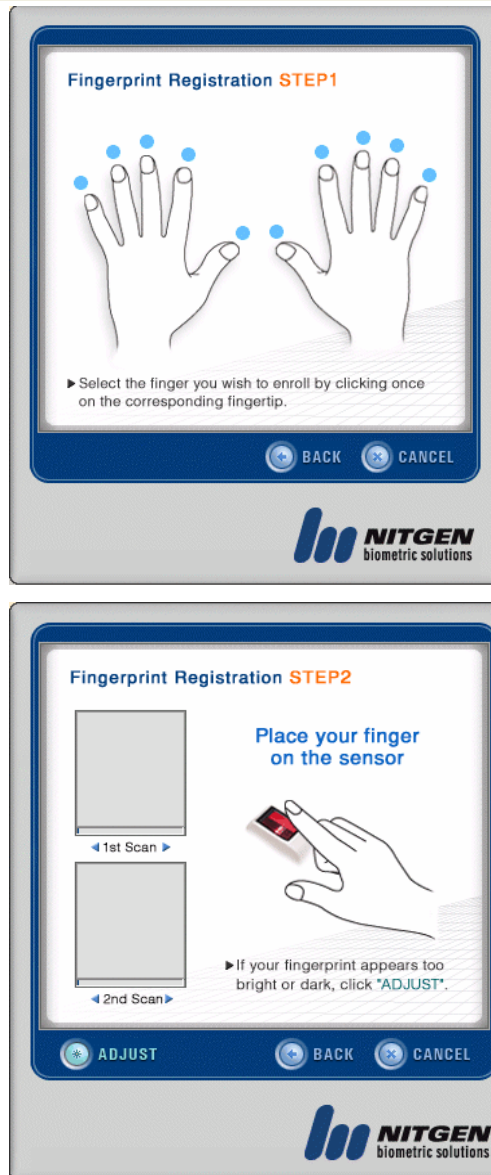 Fingerprint Registration STEP1
Select the finger you wish to enroll by clicking once
on the corresponding fingertip.
BACK CANCEL
NITGEN
biometric solutions
Fingerprint Registration STEP2
Place your finger
on the sensor
1st Scan
2nd Scan
If your fingerprint appears too
bright or dark, click "ADJUST".
ADJUST BACK CANCEL
NITGEN
biometric solutions